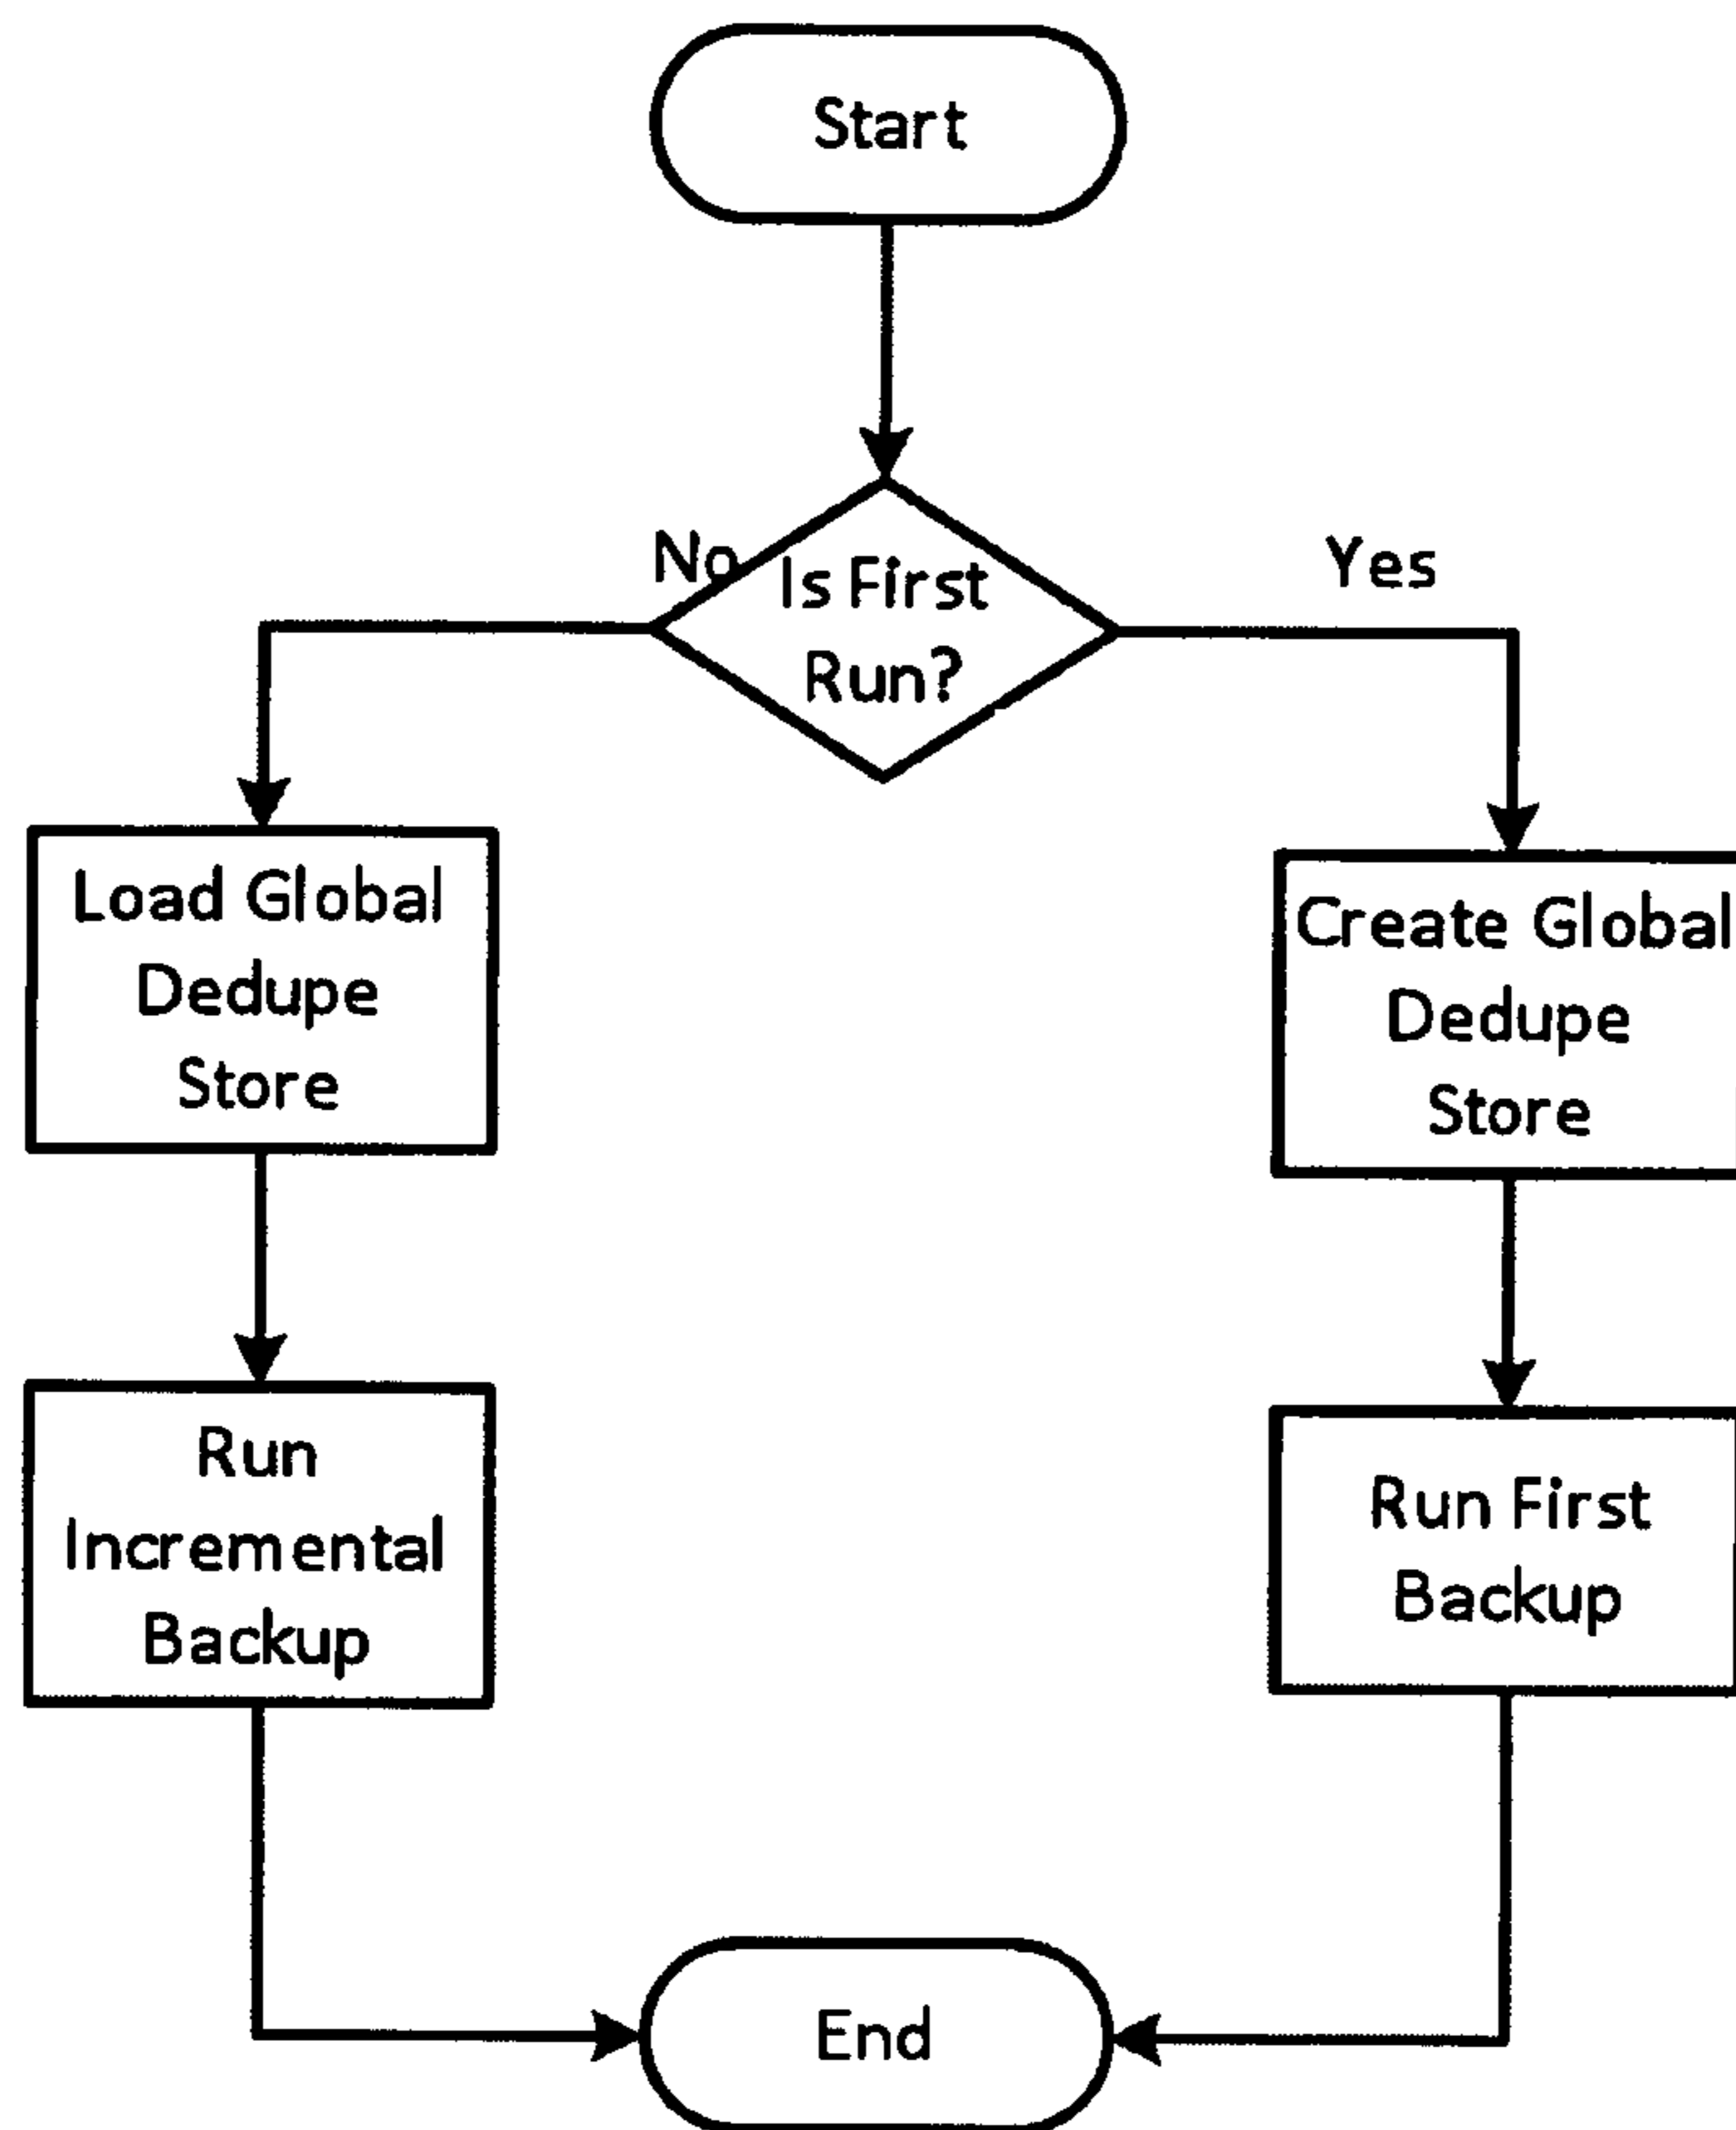 Start
No
Is First
Run?
Yes
Load Global
Dedupe
Store
Create Global
Dedupe
Store
Run
Incremental
Backup
Run First
Backup
End